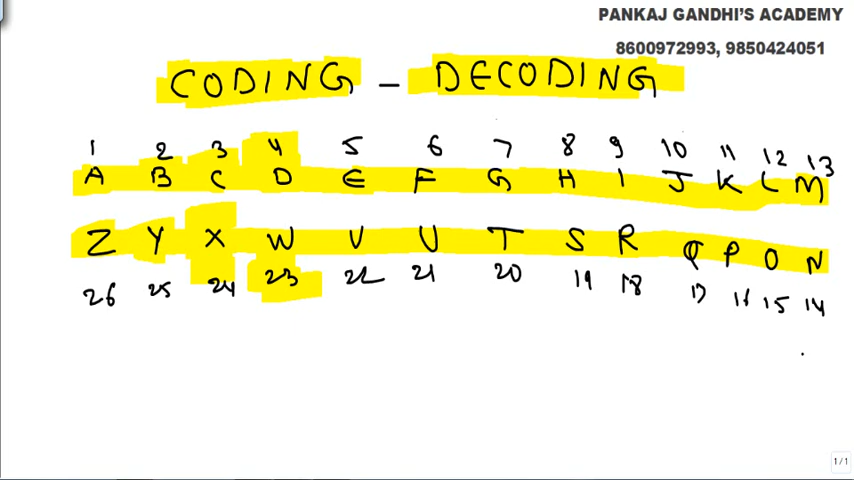 PANKAJ GANDHI'S ACADEMY
8600972993, 9850424051
CODING - DECODING
1 2 3 4 5 6 7 8 9 10 11 12 13
A B C D E F G H I J K L M
Z Y X W V U T S R Q P O N
26 25 24 23 22 21 20 19 18 17 16 15 14
1/1